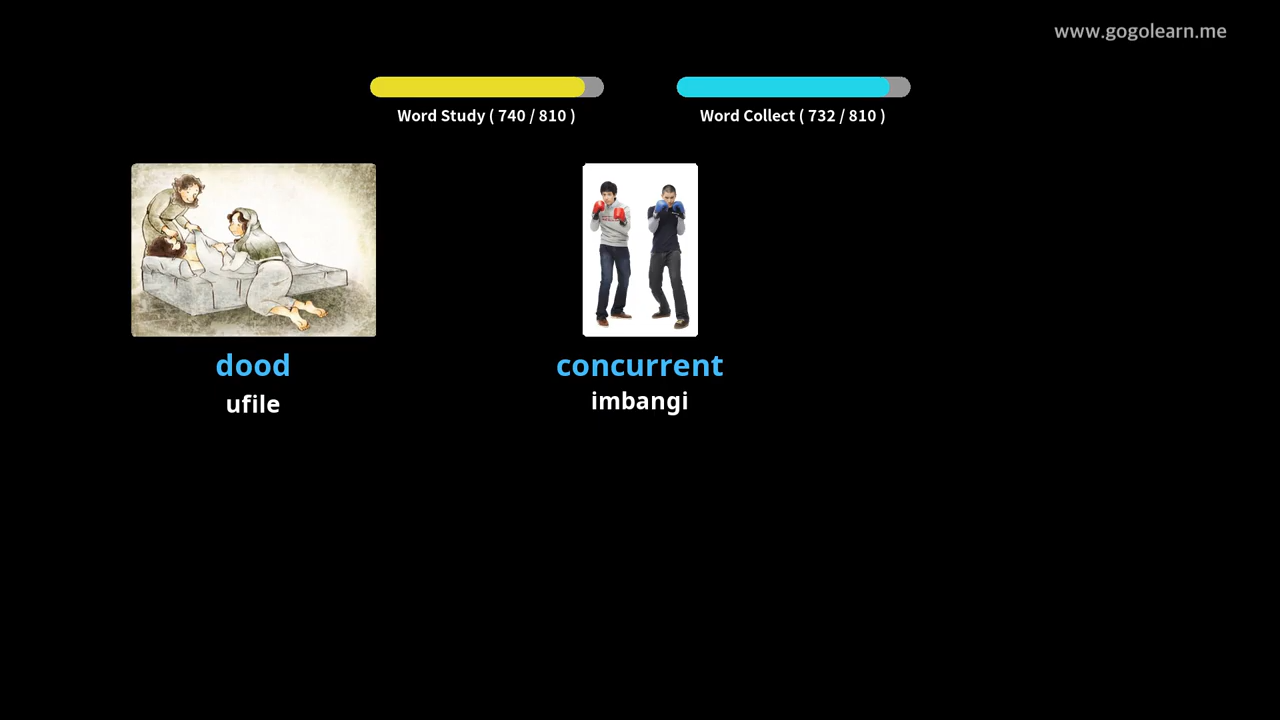 www.gogolearn.me
Word Study ( 740 / 810 )
Word Collect ( 732 / 810 )
dood
ufile
concurrent
imbangi